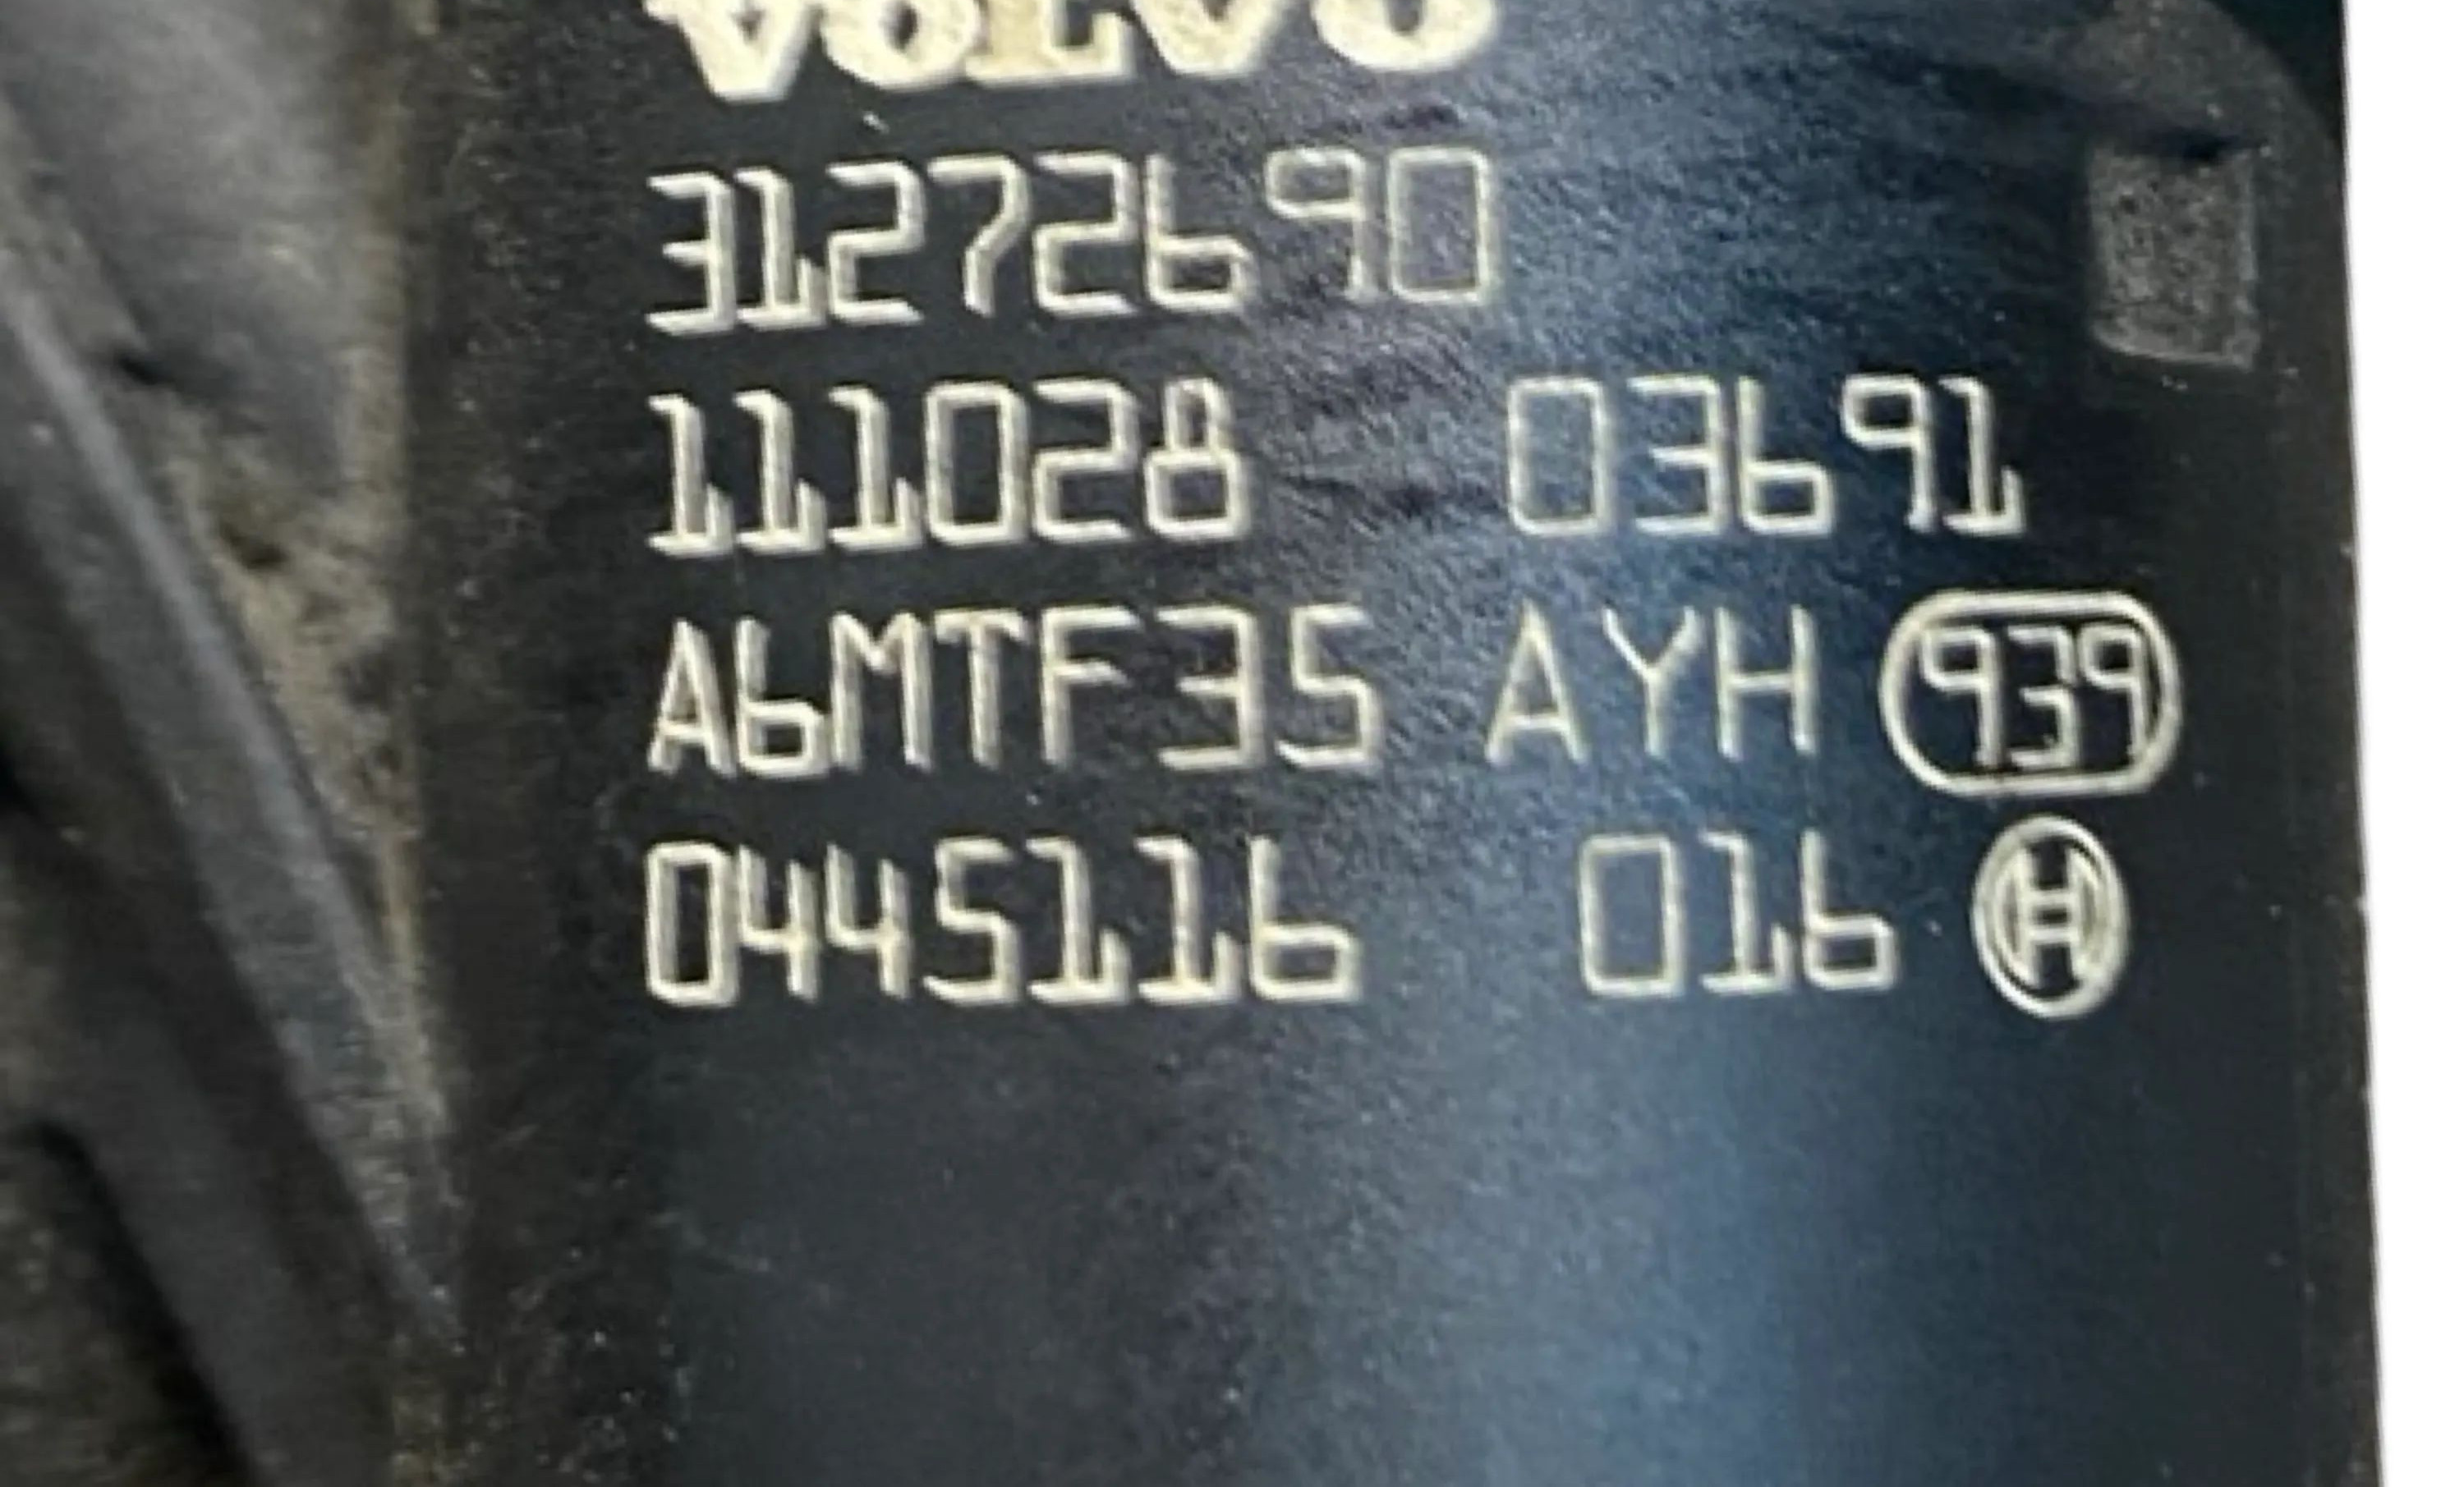 VOLVO
31272690
111028 03691
A6MTF35 AYH 939
0445116 016 H